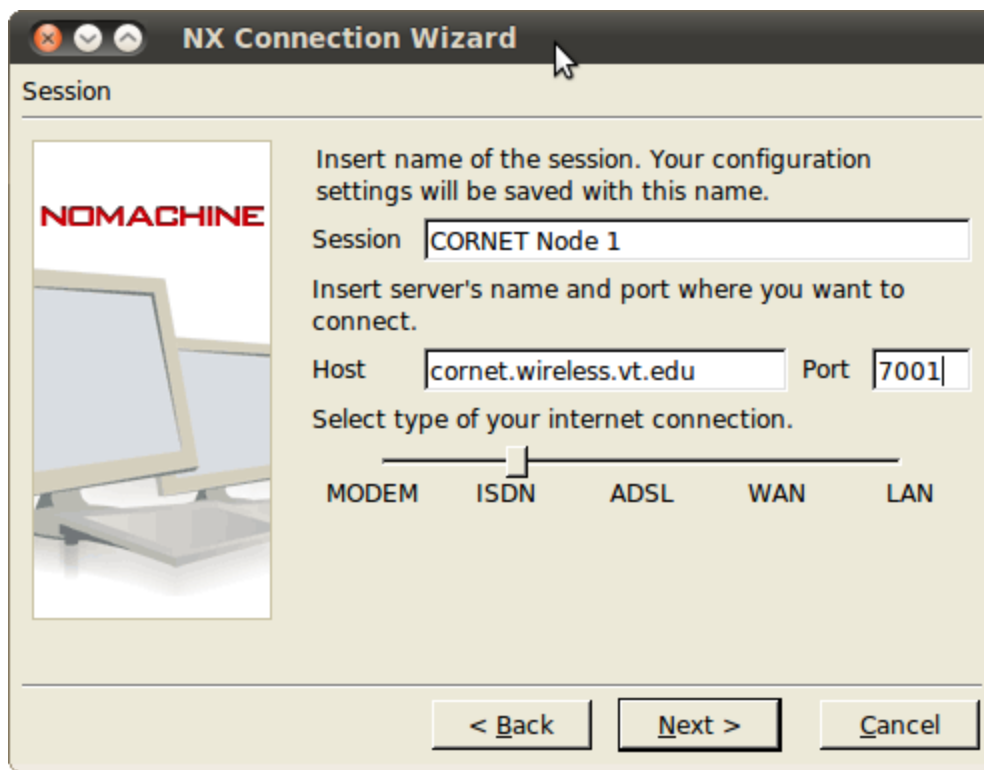 NX Connection Wizard
Session
NOMACHINE
Insert name of the session. Your configuration
settings will be saved with this name.
Session CORNET Node 1
Insert server's name and port where you want to
connect.
Host cornet.wireless.vt.edu Port 7001
Select type of your internet connection.
MODEM ISDN ADSL WAN LAN
< Back Next > Cancel